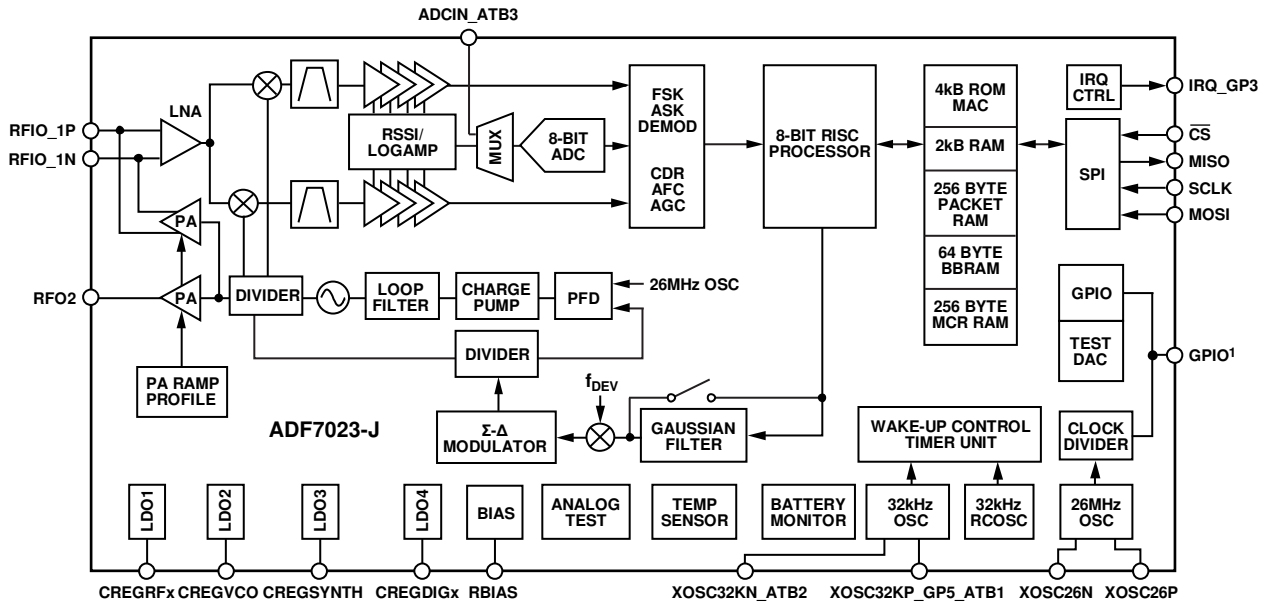 ADCIN_ATB3
LNA
RFIO_1P
RFIO_1N
RFO2
PA
PA
PA RAMP
PROFILE
RSSI/
LOGAMP
MUX
8-BIT
ADC
FSK
ASK
DEMOD
CDR
AFC
AGC
8-BIT RISC
PROCESSOR
4kB ROM
MAC
2kB RAM
256 BYTE
PACKET
RAM
64 BYTE
BBRAM
256 BYTE
MCR RAM
IRQ
CTRL
SPI
IRQ_GP3
CS
MISO
SCLK
MOSI
GPIO
TEST
DAC
GPIO¹
DIVIDER
LOOP
FILTER
CHARGE
PUMP
PFD
26MHz OSC
DIVIDER
Σ-Δ
MODULATOR
fDEV
GAUSSIAN
FILTER
ADF7023-J
WAKE-UP CONTROL
TIMER UNIT
CLOCK
DIVIDER
LDO1
LDO2
LDO3
LDO4
BIAS
ANALOG
TEST
TEMP
SENSOR
BATTERY
MONITOR
32kHz
OSC
32kHz
RCOSC
26MHz
OSC
CREGRFx
CREGVCO
CREGSYNTH
CREGDIGx
RBIAS
XOSC32KN_ATB2
XOSC32KP_GP5_ATB1
XOSC26N
XOSC26P